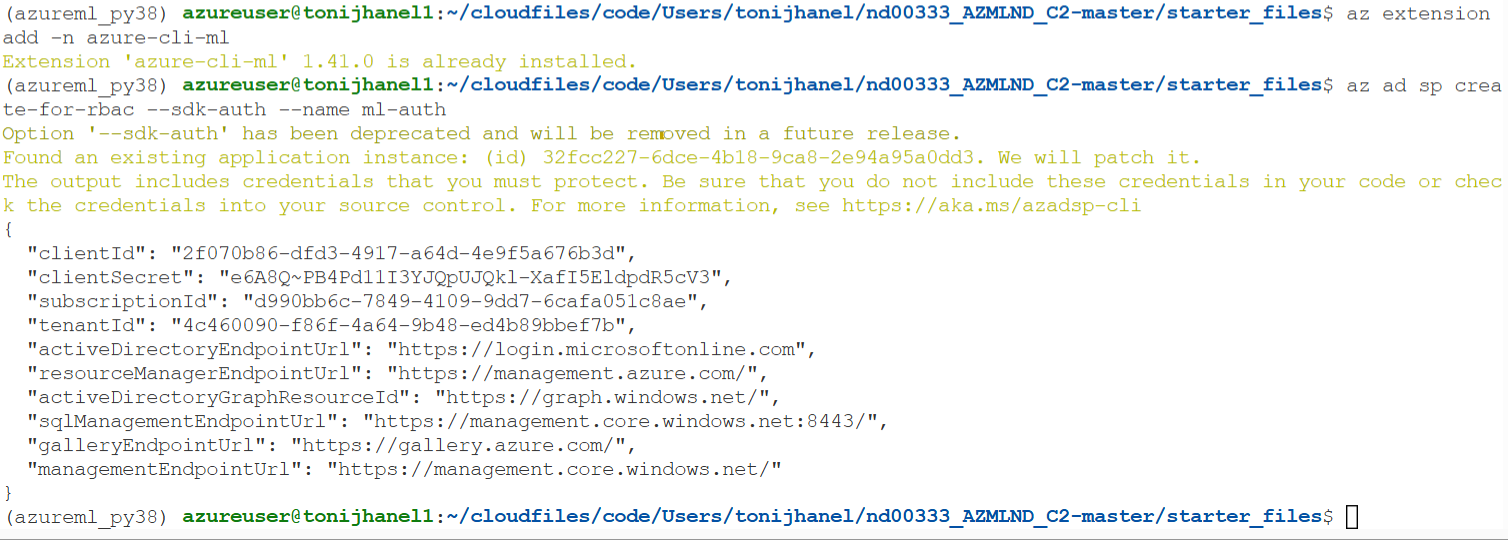 (azureml_py38) azureuser@tonijhanel1:~/cloudfiles/code/Users/tonijhanel/nd00333_AZMLND_C2-master/starter_files$ az extension
add -n azure-cli-ml
Extension 'azure-cli-ml' 1.41.0 is already installed.
(azureml_py38) azureuser@tonijhanel1:~/cloudfiles/code/Users/tonijhanel/nd00333_AZMLND_C2-master/starter_files$ az ad sp crea
te-for-rbac --sdk-auth --name ml-auth
Option '--sdk-auth' has been deprecated and will be removed in a future release.
Found an existing application instance: (id) 32fcc227-6dce-4b18-9ca8-2e94a95a0dd3. We will patch it.
The output includes credentials that you must protect. Be sure that you do not include these credentials in your code or chec
k the credentials into your source control. For more information, see https://aka.ms/azadsp-cli
{
  "clientId": "2f070b86-dfd3-4917-a64d-4e9f5a676b3d",
  "clientSecret": "e6A8Q~PB4Pd11I3YJQpUJQkl-XafI5EldpdR5cV3",
  "subscriptionId": "d990bb6c-7849-4109-9dd7-6cafa051c8ae",
  "tenantId": "4c460090-f86f-4a64-9b48-ed4b89bbef7b",
  "activeDirectoryEndpointUrl": "https://login.microsoftonline.com",
  "resourceManagerEndpointUrl": "https://management.azure.com/",
  "activeDirectoryGraphResourceId": "https://graph.windows.net/",
  "sqlManagementEndpointUrl": "https://management.core.windows.net:8443/",
  "galleryEndpointUrl": "https://gallery.azure.com/",
  "managementEndpointUrl": "https://management.core.windows.net/"
}
(azureml_py38) azureuser@tonijhanel1:~/cloudfiles/code/Users/tonijhanel/nd00333_AZMLND_C2-master/starter_files$